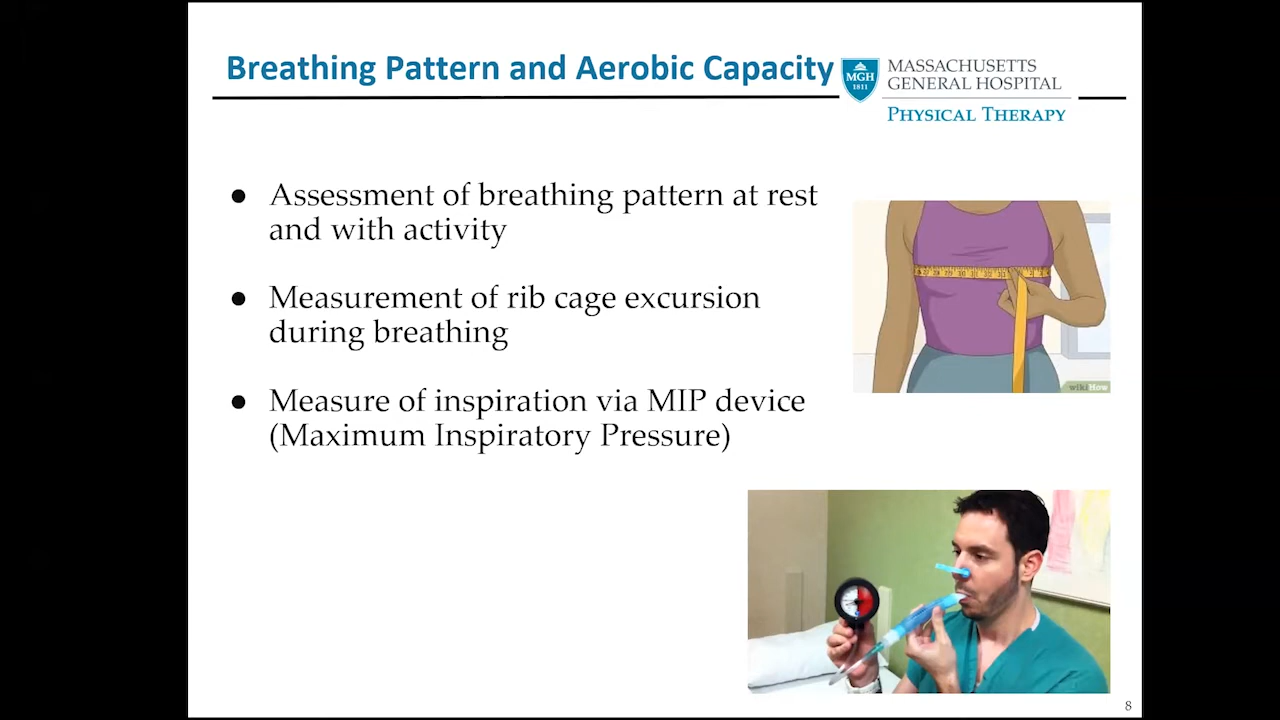 Breathing Pattern and Aerobic Capacity
MGH
1811
MASSACHUSETTS
GENERAL HOSPITAL
PHYSICAL THERAPY
● Assessment of breathing pattern at rest
and with activity
● Measurement of rib cage excursion
during breathing
● Measure of inspiration via MIP device
(Maximum Inspiratory Pressure)
wikiHow
8